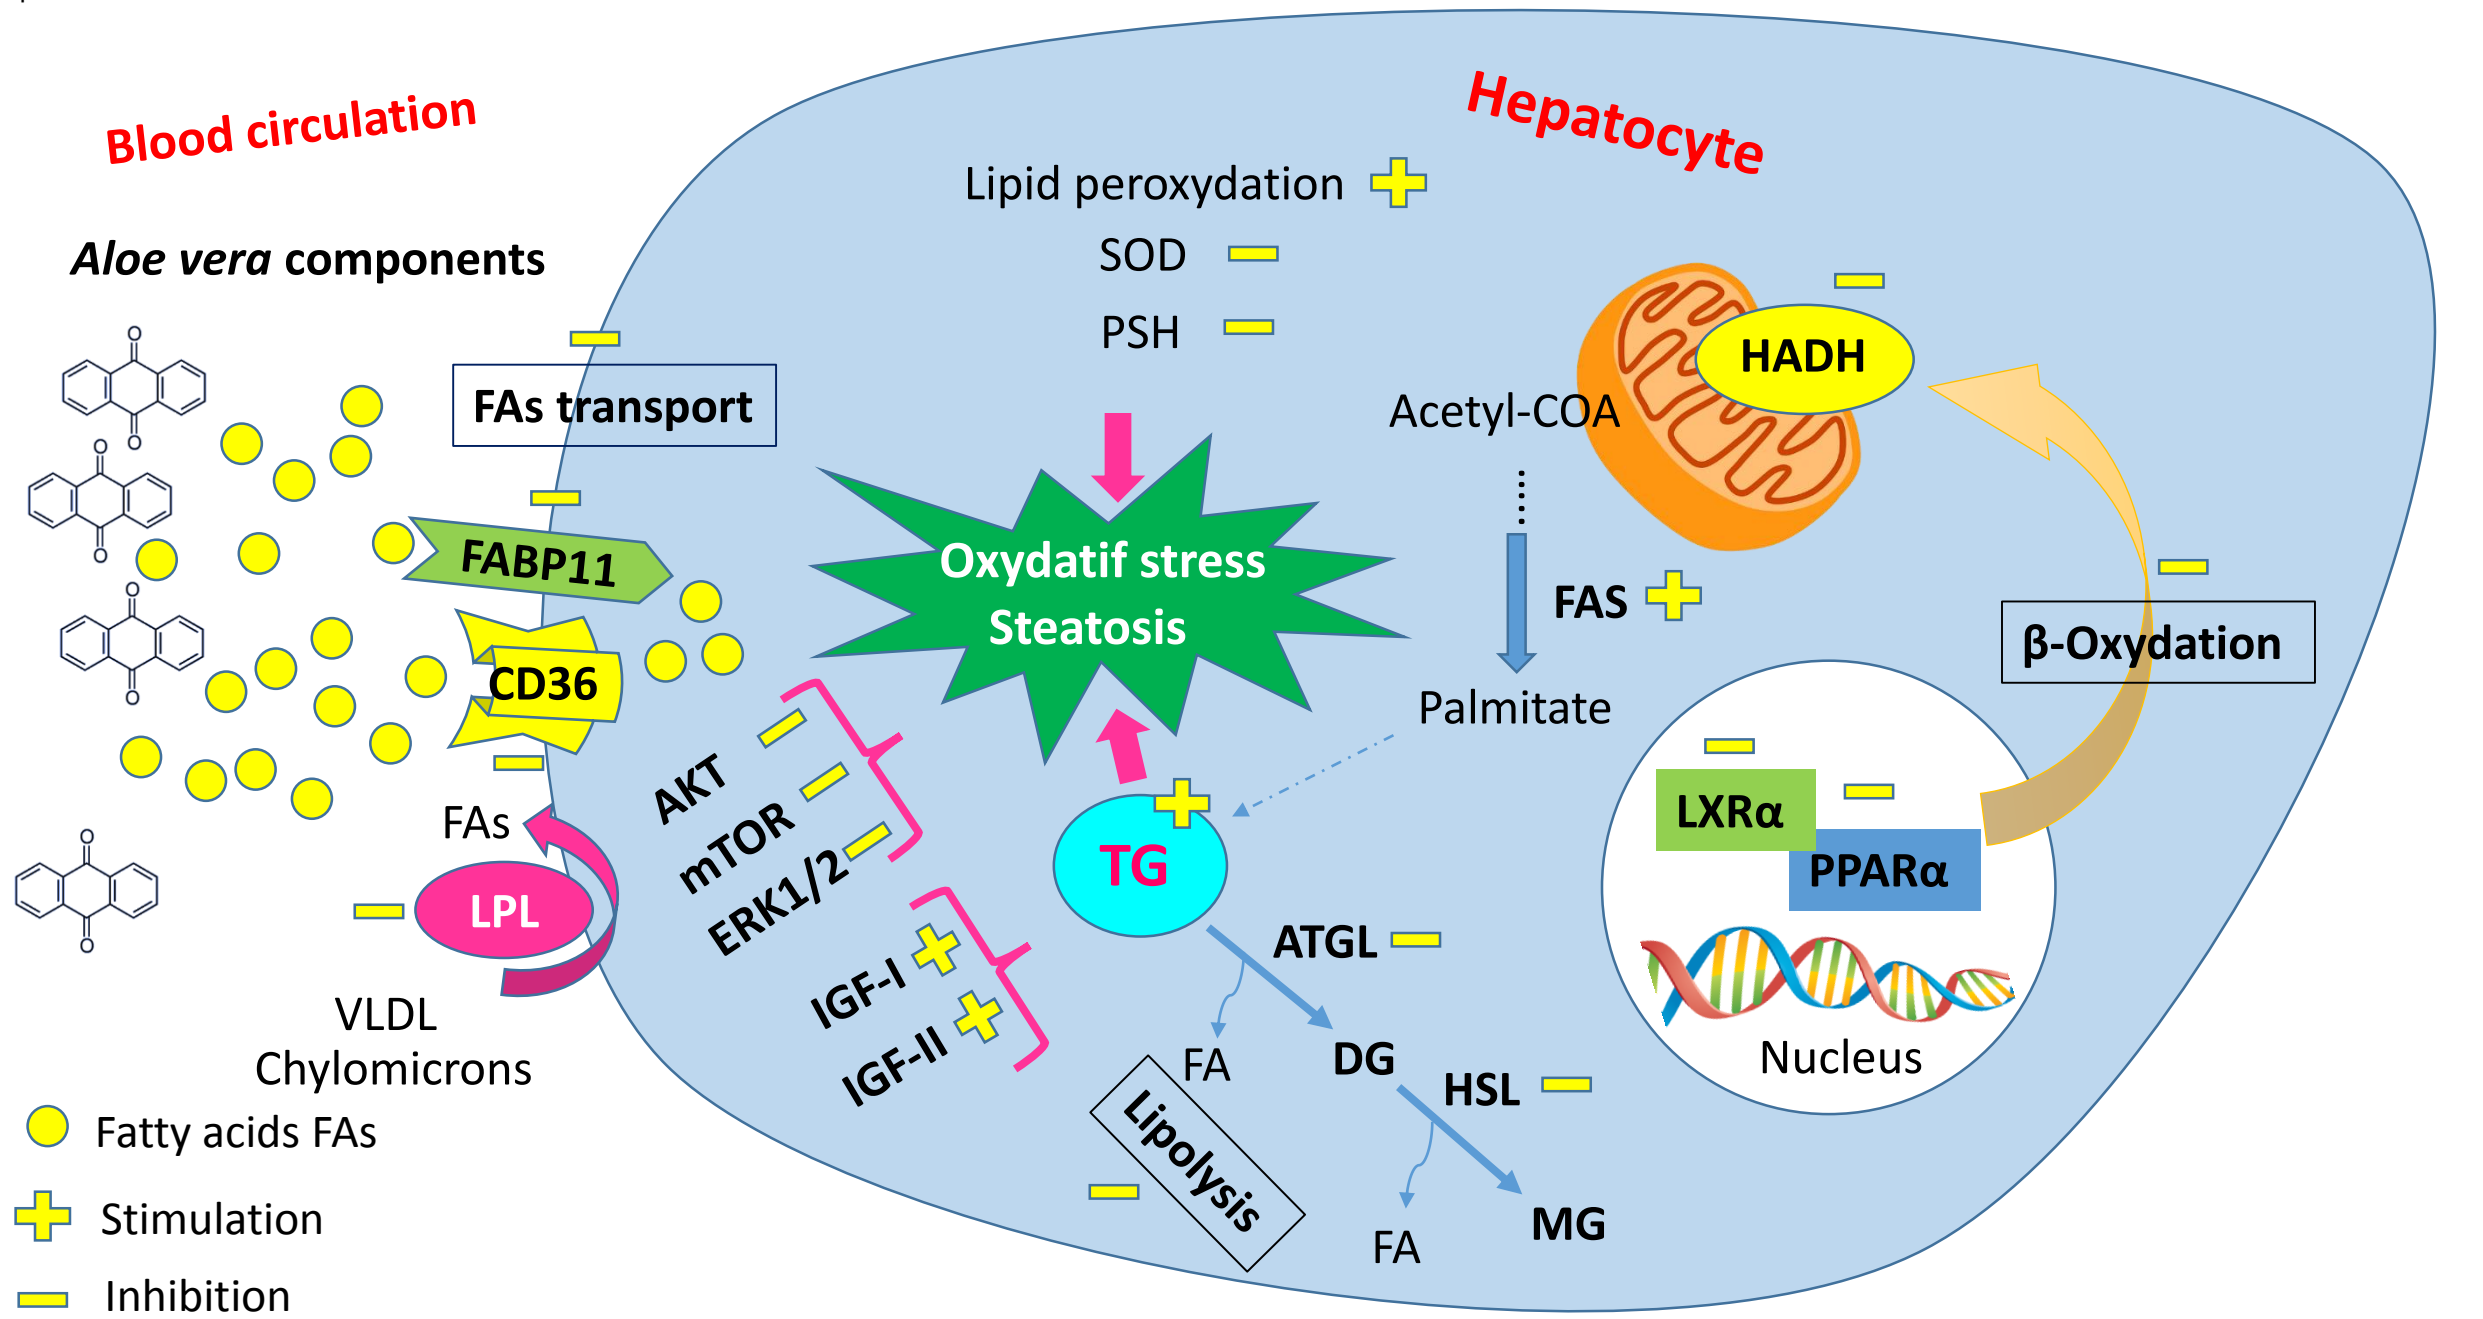 Blood circulation
Hepatocyte
Lipid peroxydation
SOD
PSH
Aloe vera components
FAs transport
HADH
Acetyl-COA
FABP11
Oxydatif stress
Steatosis
FAS
β-Oxydation
CD36
Palmitate
AKT
mTOR
ERK1/2
FAs
LPL
TG
LXRα
PPARα
IGF-I
IGF-II
ATGL
VLDL
Chylomicrons
FA
DG
HSL
Nucleus
Lipolysis
FA
MG
Fatty acids FAs
Stimulation
Inhibition
O
O
O
O
O
O
O
O